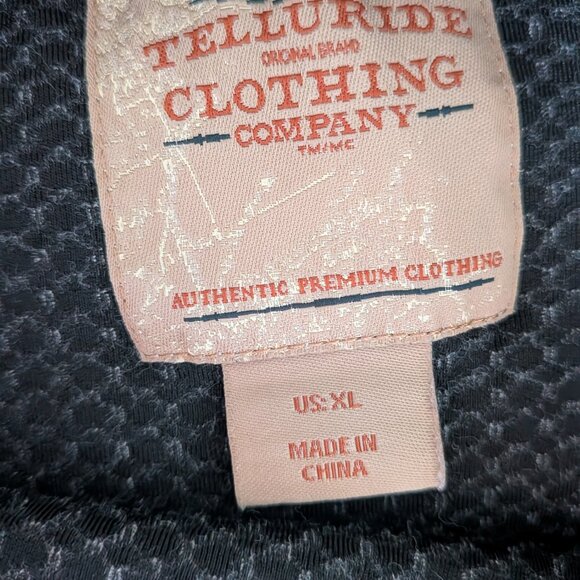 TELLURIDE
ORIGINAL BRAND
CLOTHING
COMPANY
TM/MC
AUTHENTIC PREMIUM CLOTHING
US: XL
MADE IN
CHINA